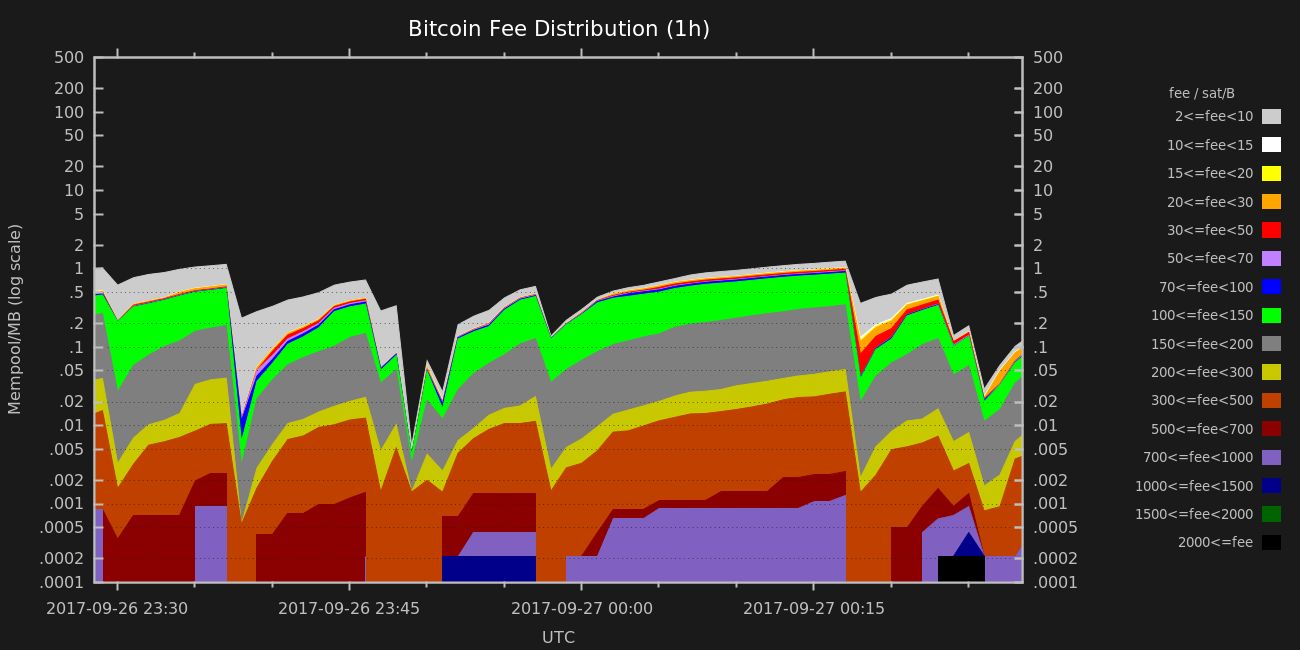 Bitcoin Fee Distribution (1h)
Mempool/MB (log scale)
500
200
100
50
20
10
5
2
1
.5
.2
.1
.05
.02
.01
.005
.002
.001
.0005
.0002
.0001
500
200
100
50
20
10
5
2
1
.5
.2
.1
.05
.02
.01
.005
.002
.001
.0005
.0002
.0001
2017-09-26 23:30
2017-09-26 23:45
2017-09-27 00:00
2017-09-27 00:15
UTC
fee / sat/B
2<=fee<10
10<=fee<15
15<=fee<20
20<=fee<30
30<=fee<50
50<=fee<70
70<=fee<100
100<=fee<150
150<=fee<200
200<=fee<300
300<=fee<500
500<=fee<700
700<=fee<1000
1000<=fee<1500
1500<=fee<2000
2000<=fee